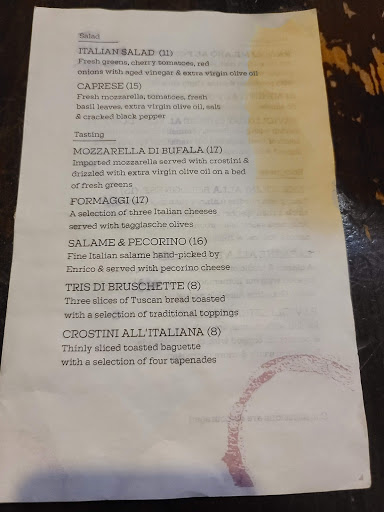 Salad
ITALIAN SALAD (11)
Fresh greens, cherry tomatoes, red
onions with aged vinegar & extra virgin olive oil
CAPRESE (15)
Fresh mozzarella, tomatoes, fresh
basil leaves, extra virgin olive oil, salt
& cracked black pepper
Tasting
MOZZARELLA DI BUFALA (17)
Imported mozzarella served with crostini &
drizzled with extra virgin olive oil on a bed
of fresh greens
FORMAGGI (17)
A selection of three Italian cheeses
served with taggiasche olives
SALAME & PECORINO (16)
Fine Italian salame hand-picked by
Enrico & served with pecorino cheese
TRIS DI BRUSCHETTE (8)
Three slices of Tuscan bread toasted
with a selection of traditional toppings
CROSTINI ALL'ITALIANA (8)
Thinly sliced toasted baguette
with a selection of four tapenades